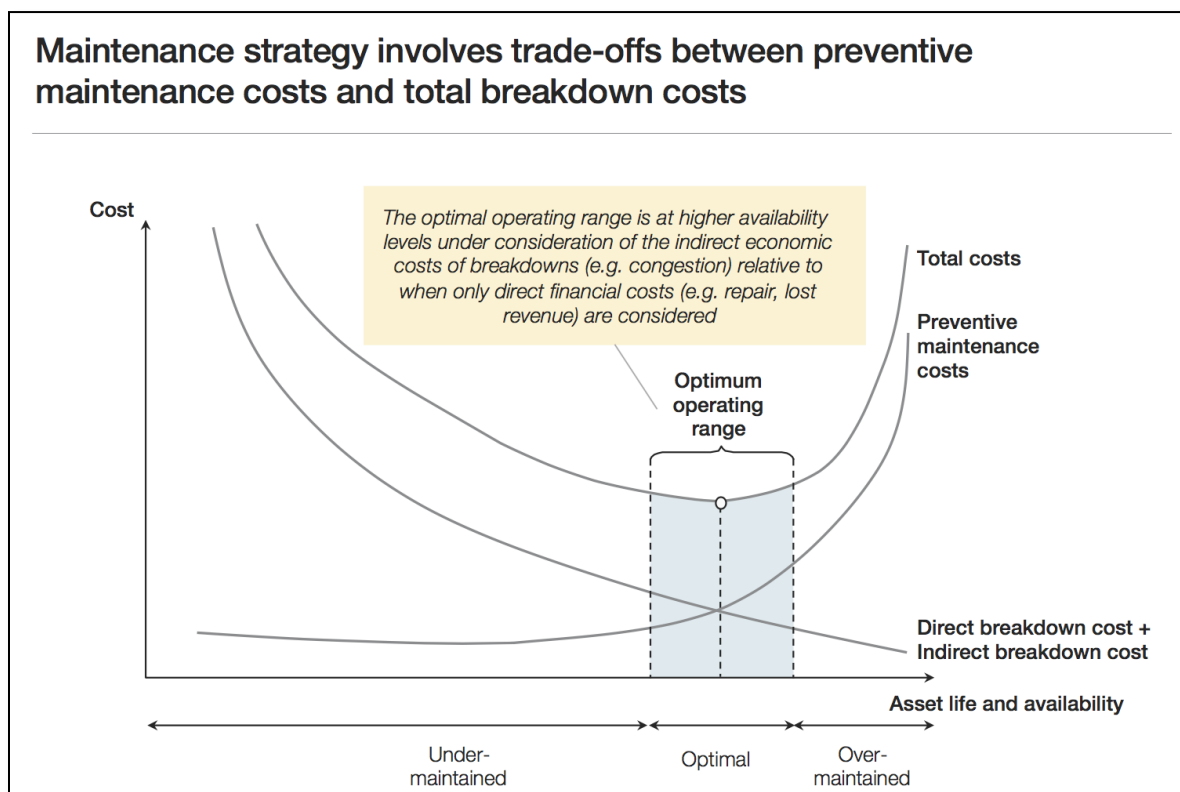 Maintenance strategy involves trade-offs between preventive
maintenance costs and total breakdown costs
Cost
The optimal operating range is at higher availability
levels under consideration of the indirect economic
costs of breakdowns (e.g. congestion) relative to
when only direct financial costs (e.g. repair, lost
revenue) are considered
Total costs
Preventive
maintenance
costs
Optimum
operating
range
Direct breakdown cost +
Indirect breakdown cost
Asset life and availability
Under-
maintained
Optimal
Over-
maintained